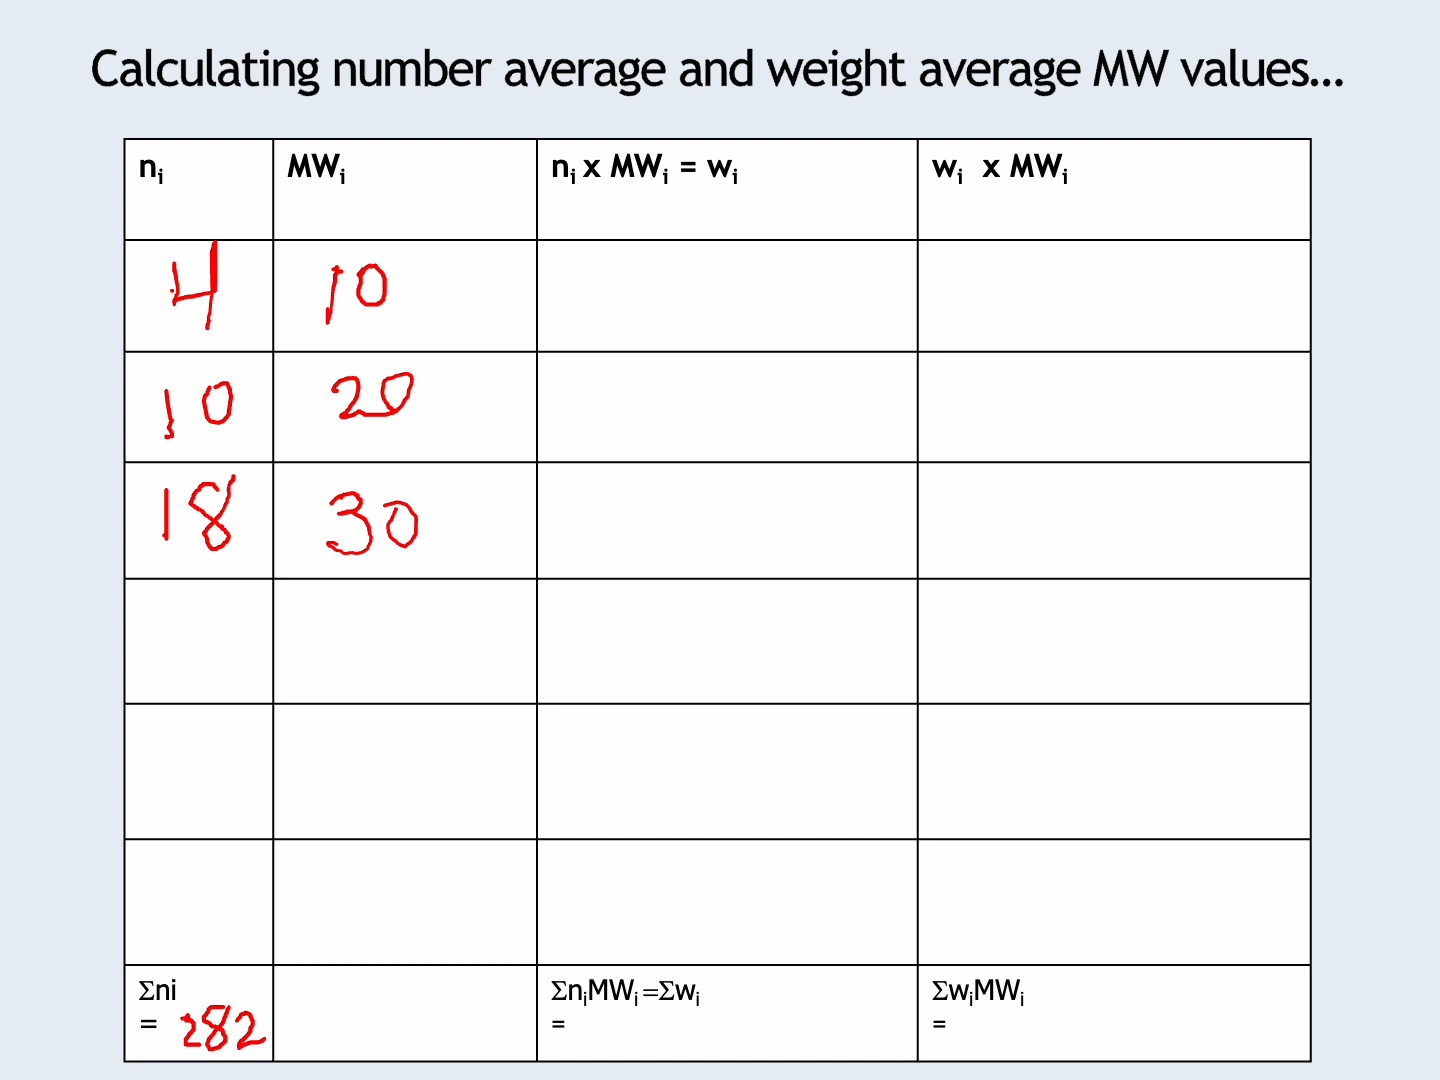 Calculating number average and weight average MW values...
ni MWi ni x MWi = wi wi x MWi
4 10
10 20
18 30
Σni ΣniMWi=Σwi ΣwiMWi
= 282 = =